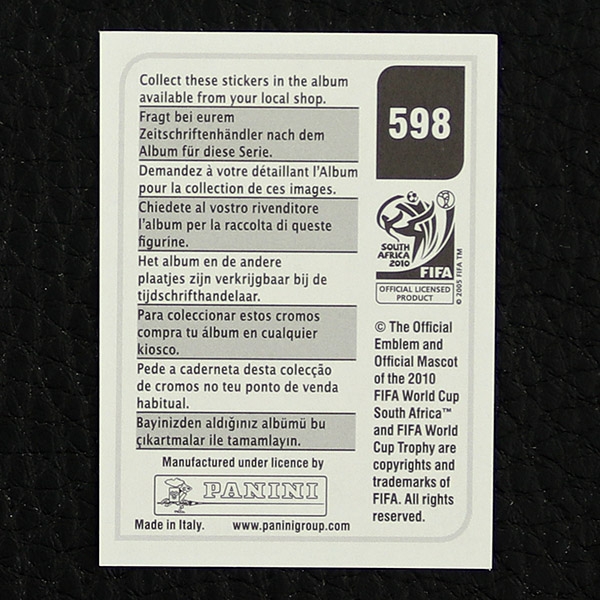 Collect these stickers in the album
available from your local shop.
Fragt bei eurem
Zeitschriftenhändler nach dem
Album für diese Serie.
Demandez à votre détaillant l'Album
pour la collection de ces images.
Chiedete al vostro rivenditore
l'album per la raccolta di queste
figurine.
Het album en de andere
plaatjes zijn verkrijgbaar bij de
tijdschrifthandelaar.
Para coleccionar estos cromos
compra tu álbum en cualquier
kiosco.
Pede a caderneta desta colecção
de cromos no teu ponto de venda
habitual.
Bayinizden aldığınız albümü bu
çıkartmalar ile tamamlayın.
Manufactured under licence by
PANINI
Made in Italy. www.paninigroup.com
598
SOUTH
AFRICA
2010
FIFA
OFFICIAL LICENSED
PRODUCT
© 2005 FIFA TM
© The Official
Emblem and
Official Mascot
of the 2010
FIFA World Cup
South Africa™
and FIFA World
Cup Trophy are
copyrights and
trademarks of
FIFA. All rights
reserved.